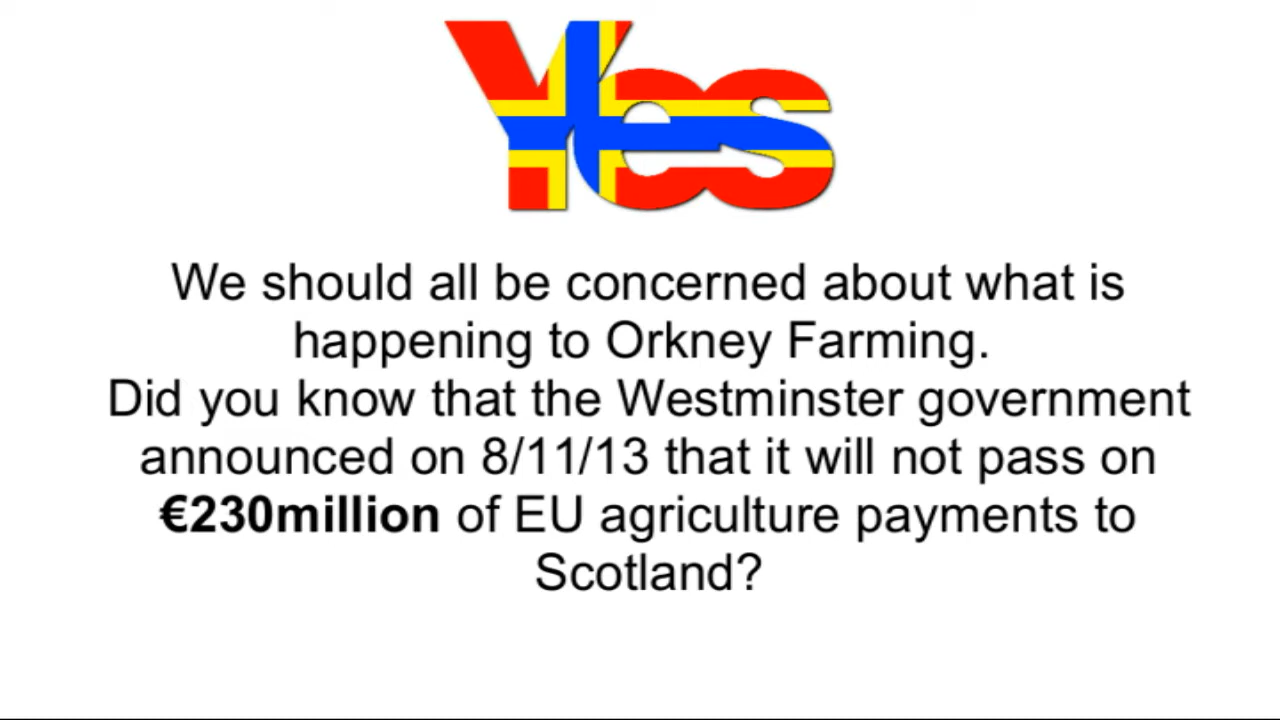 Yes
We should all be concerned about what is
happening to Orkney Farming.
Did you know that the Westminster government
announced on 8/11/13 that it will not pass on
€230million of EU agriculture payments to
Scotland?